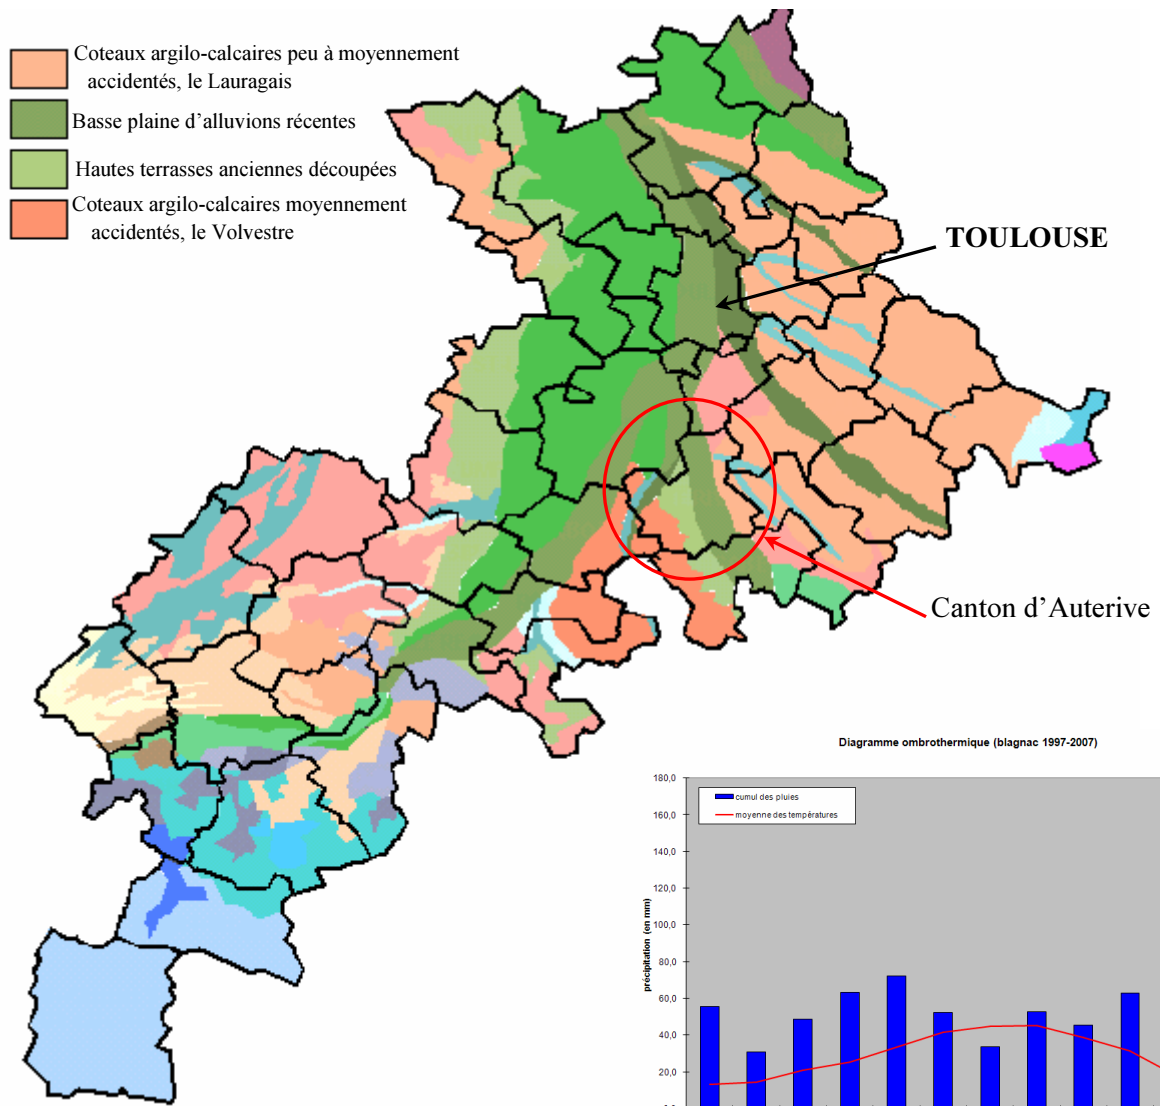 Coteaux argilo-calcaires peu à moyennement
accidentés, le Lauragais
Basse plaine d'alluvions récentes
Hautes terrasses anciennes découpées
Coteaux argilo-calcaires moyennement
accidentés, le Volvestre
TOULOUSE
Canton d'Auterive
Diagramme ombrothermique (blagnac 1997-2007)
cumul des pluies
moyenne des températures
précipitation (en mm)
180,0
160,0
140,0
120,0
100,0
80,0
60,0
40,0
20,0